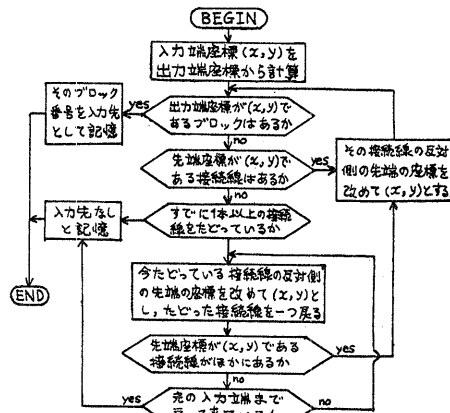 BEGIN
入力端座標(x,y)を
出力端座標から計算
そのブロック
番号を入力先
として記憶
yes
出力端座標が(x,y)で
あるブロックはあるか
no
先端座標が(x,y)で
ある接続線はあるか
yes
その接続線の反対
側の先端の座標を
改めて(x,y)とする
no
入力先なし
と記憶
すでに1本以上の接続
線をたどっているか
END
今たどっている接続線の反対側
の先端の座標を改めて(x,y)と
し,たどった接続線を一つ戻る
先端座標が(x,y)である
接続線がほかにあるか
yes
no
yes
元の入力端まで
no